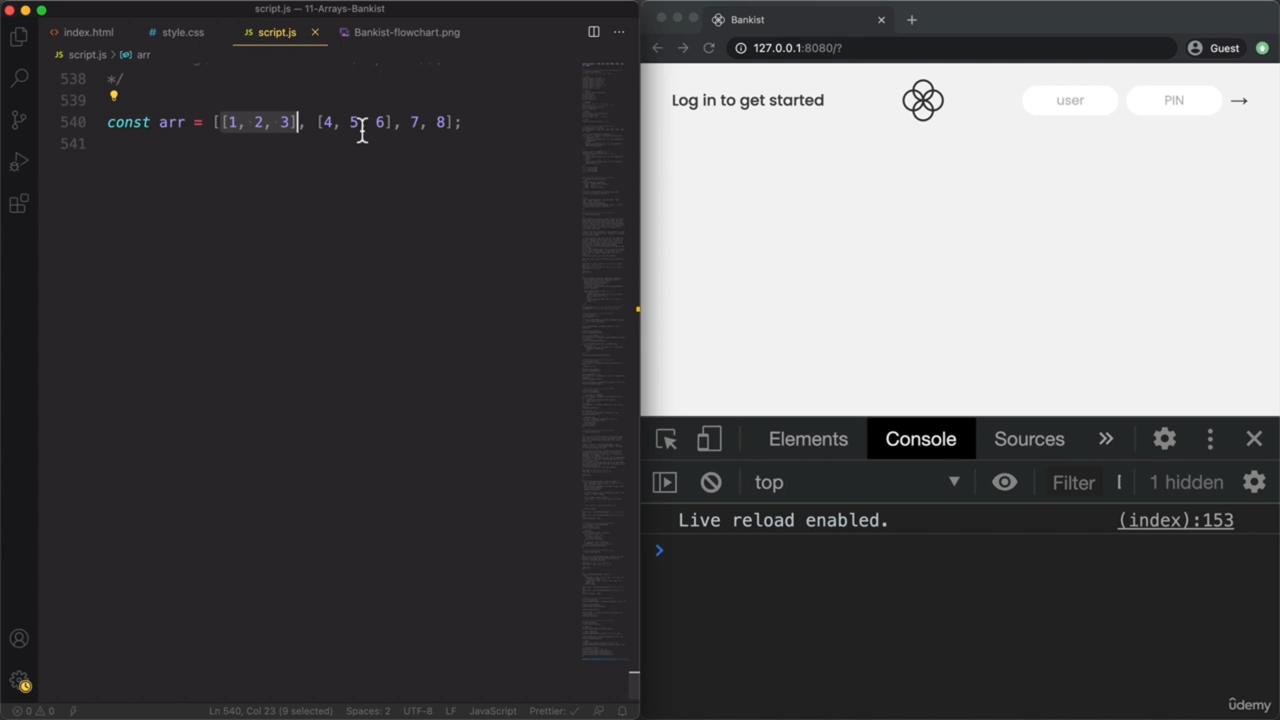 script.js — 11-Arrays-Bankist
index.html
style.css
script.js
Bankist-flowchart.png
script.js > arr
538 */
539
540 const arr = [[1, 2, 3], [4, 5, 6], 7, 8];
541
0 0
Ln 540, Col 23 (9 selected)
Spaces: 2
UTF-8
LF
JavaScript
Prettier: ✓
Bankist
127.0.0.1:8080/?
Guest
Log in to get started
user
PIN
→
Elements
Console
Sources
»
top
Filter
1 hidden
Live reload enabled.
(index):153
ûdemy